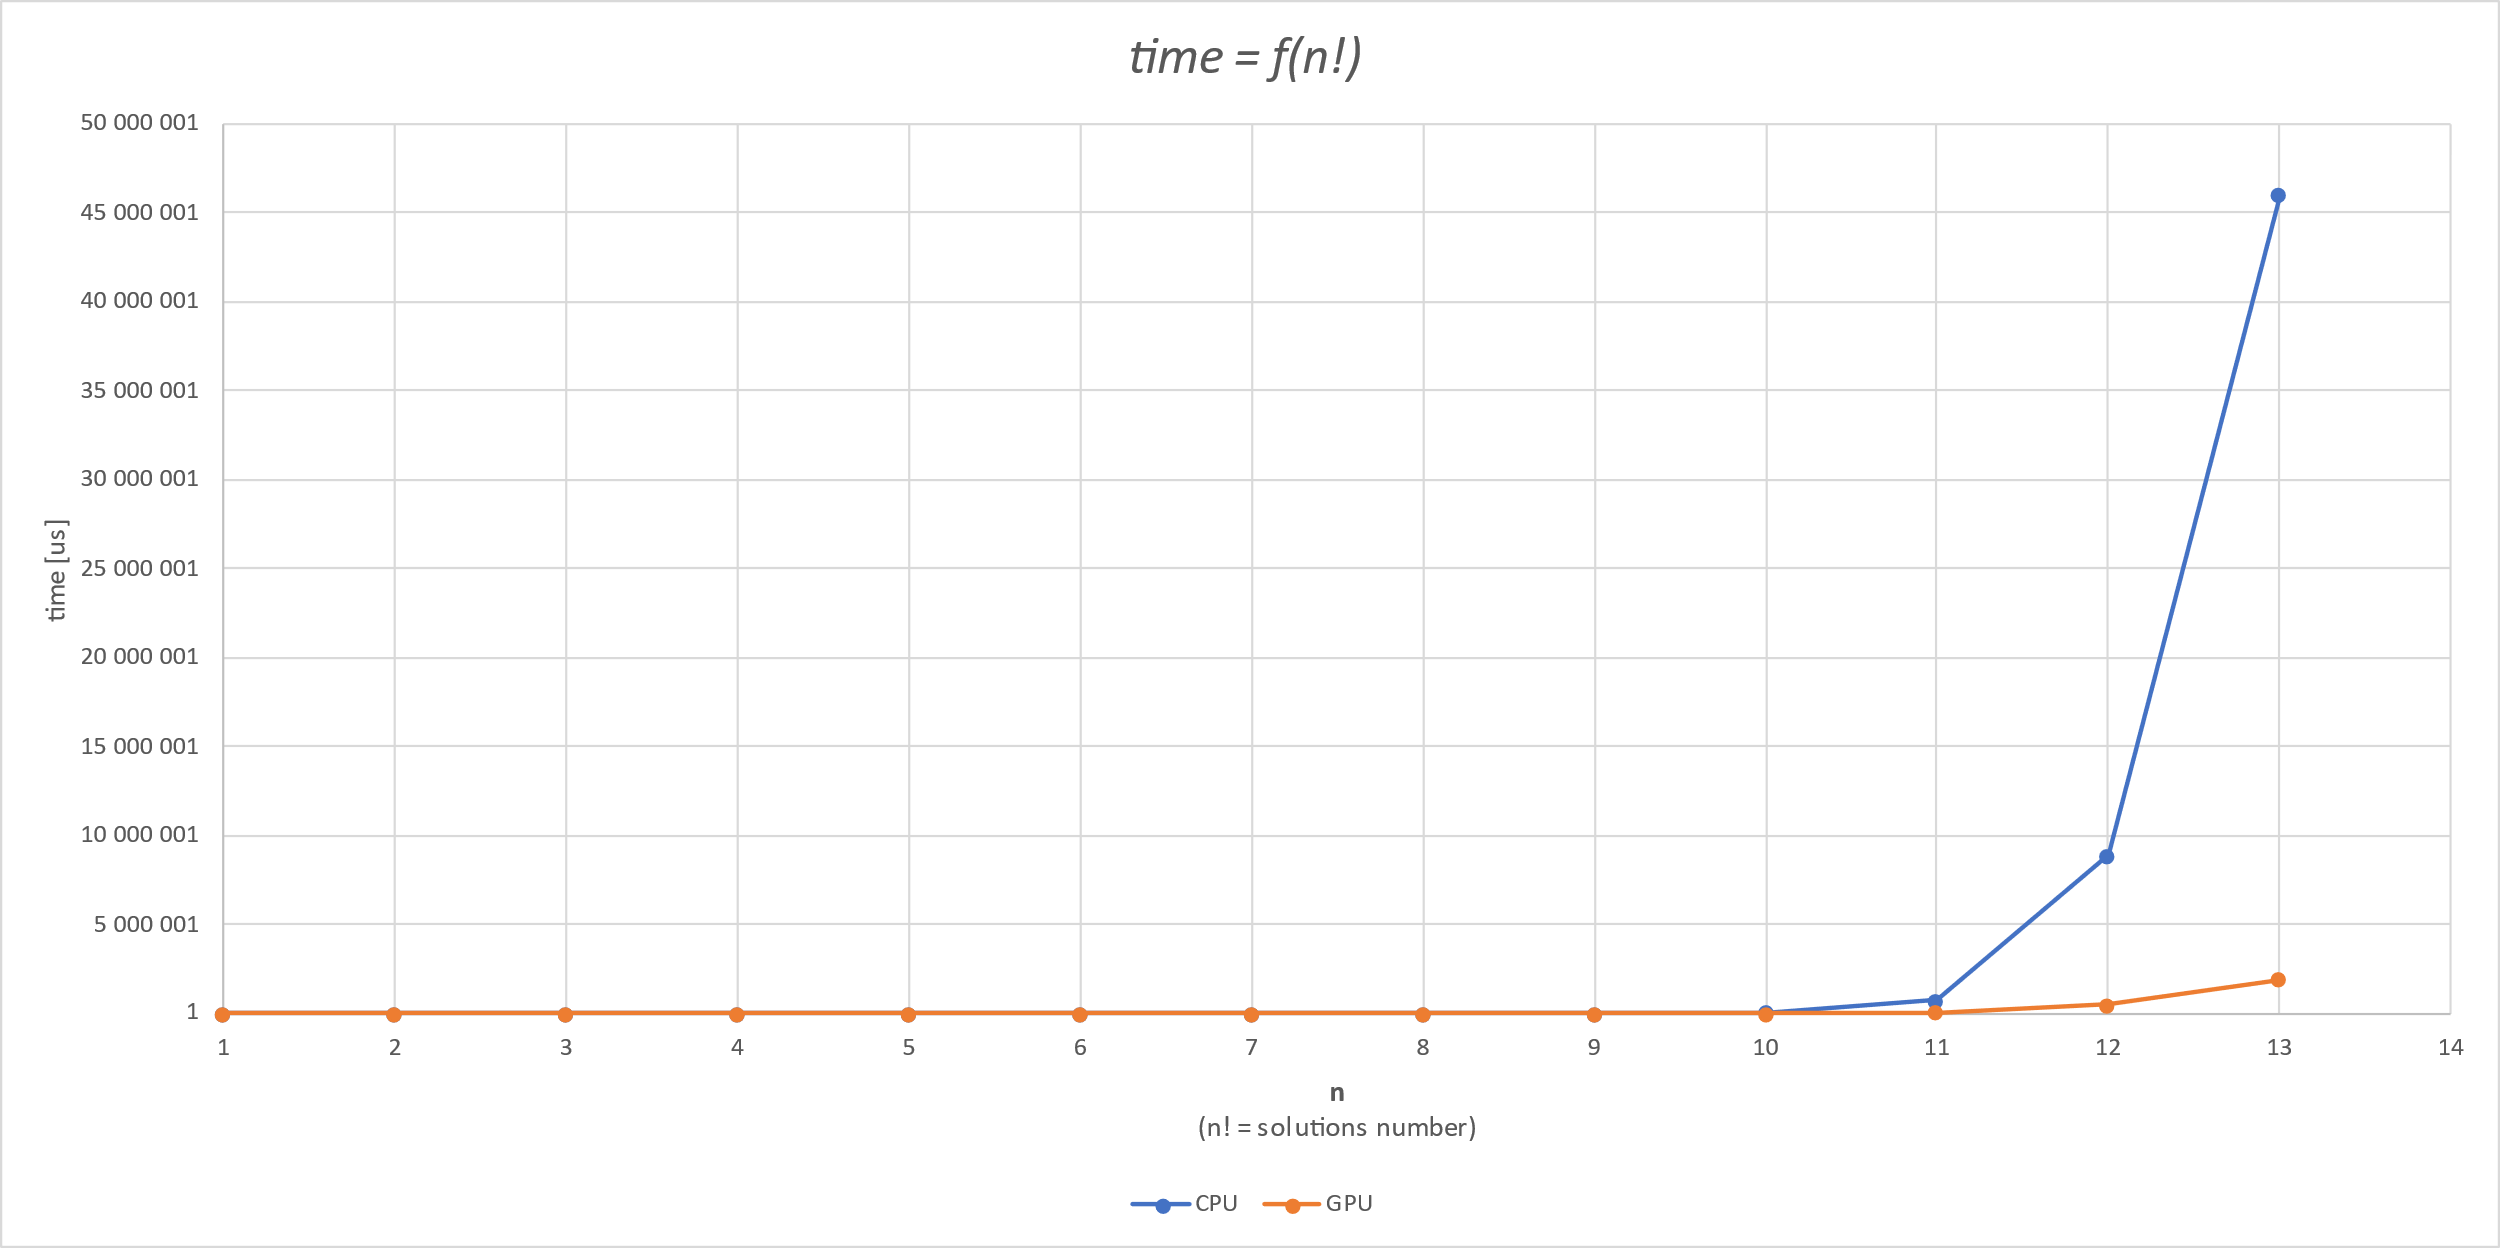 time = f(n!)
50 000 001
45 000 001
40 000 001
35 000 001
30 000 001
25 000 001
20 000 001
15 000 001
10 000 001
5 000 001
1
time [us]
1 2 3 4 5 6 7 8 9 10 11 12 13 14
n
(n! = solutions number)
CPU GPU